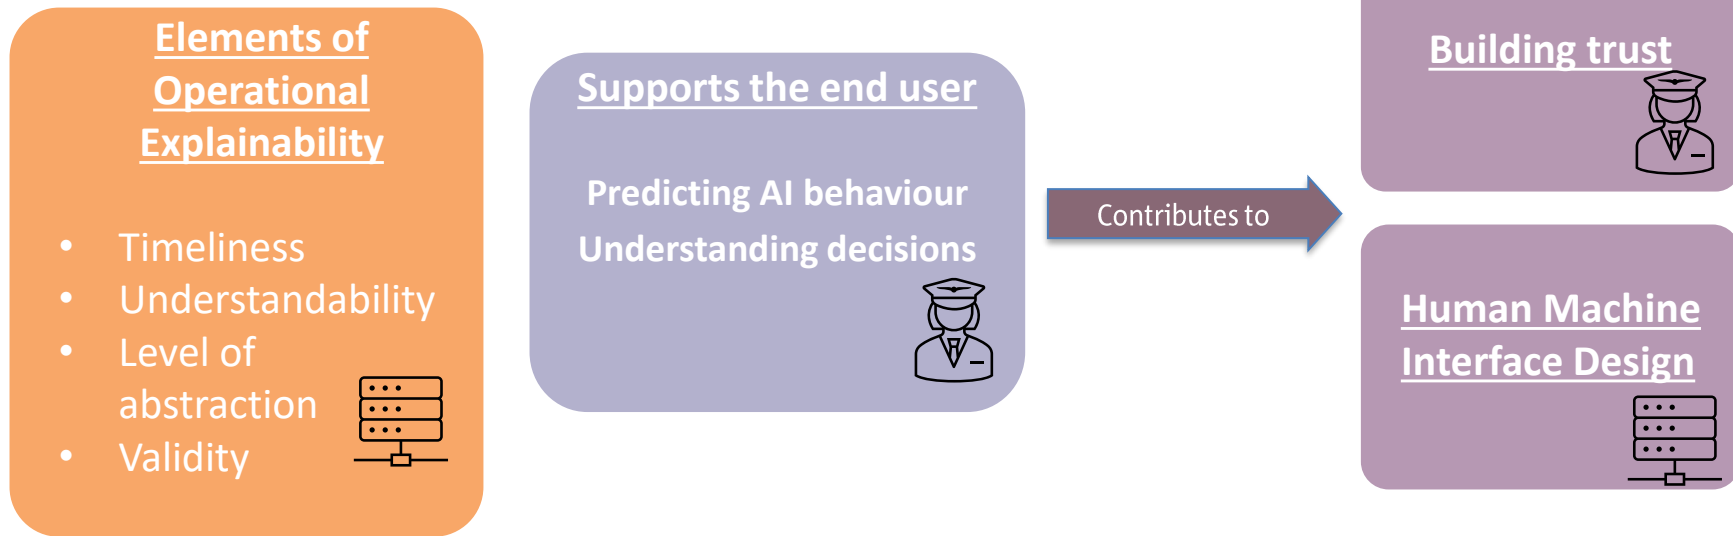 Elements of
Operational
Explainability
• Timeliness
• Understandability
• Level of
abstraction
• Validity
Supports the end user
Predicting AI behaviour
Understanding decisions
Contributes to
Building trust
Human Machine
Interface Design